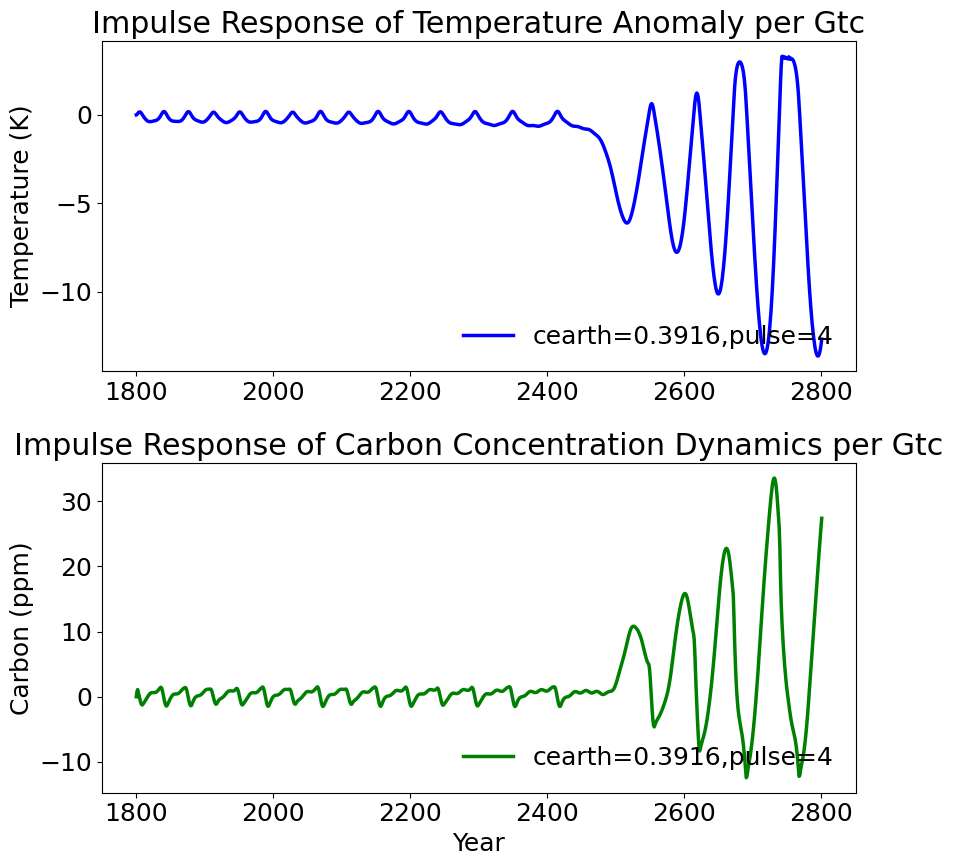 Impulse Response of Temperature Anomaly per Gtc
Temperature (K)
0
−5
−10
cearth=0.3916,pulse=4
1800 2000 2200 2400 2600 2800
Impulse Response of Carbon Concentration Dynamics per Gtc
Carbon (ppm)
30
20
10
0
−10
cearth=0.3916,pulse=4
1800 2000 2200 2400 2600 2800
Year